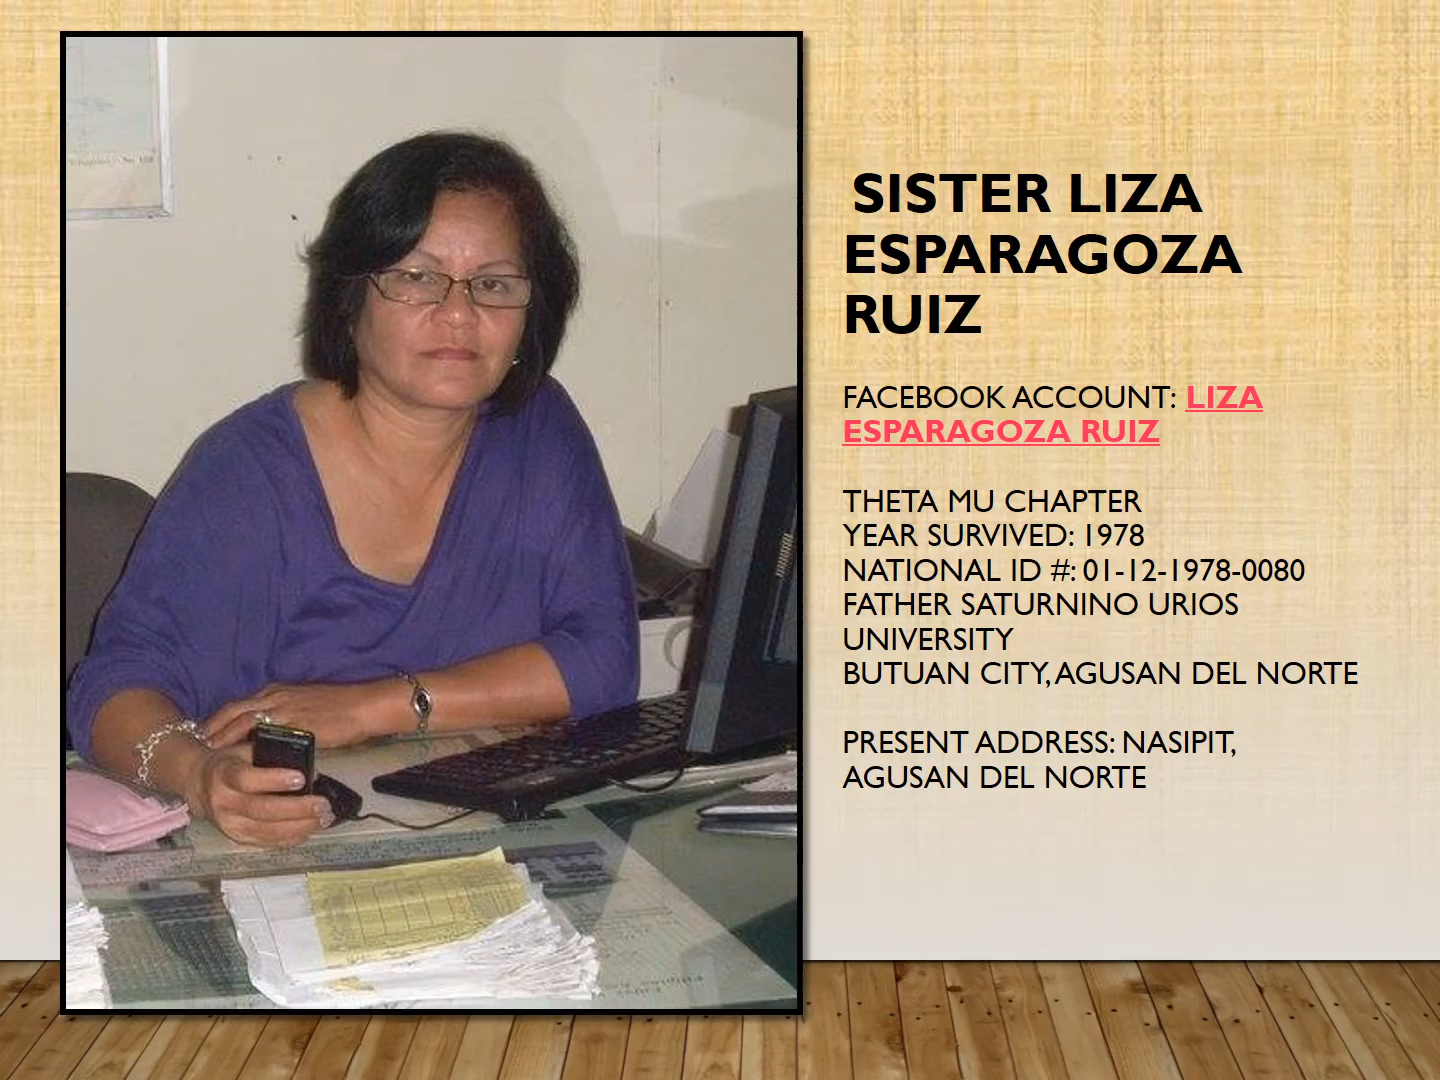 SISTER LIZA
ESPARAGOZA
RUIZ
FACEBOOK ACCOUNT: LIZA
ESPARAGOZA RUIZ
THETA MU CHAPTER
YEAR SURVIVED: 1978
NATIONAL ID #: 01-12-1978-0080
FATHER SATURNINO URIOS
UNIVERSITY
BUTUAN CITY, AGUSAN DEL NORTE
PRESENT ADDRESS: NASIPIT,
AGUSAN DEL NORTE